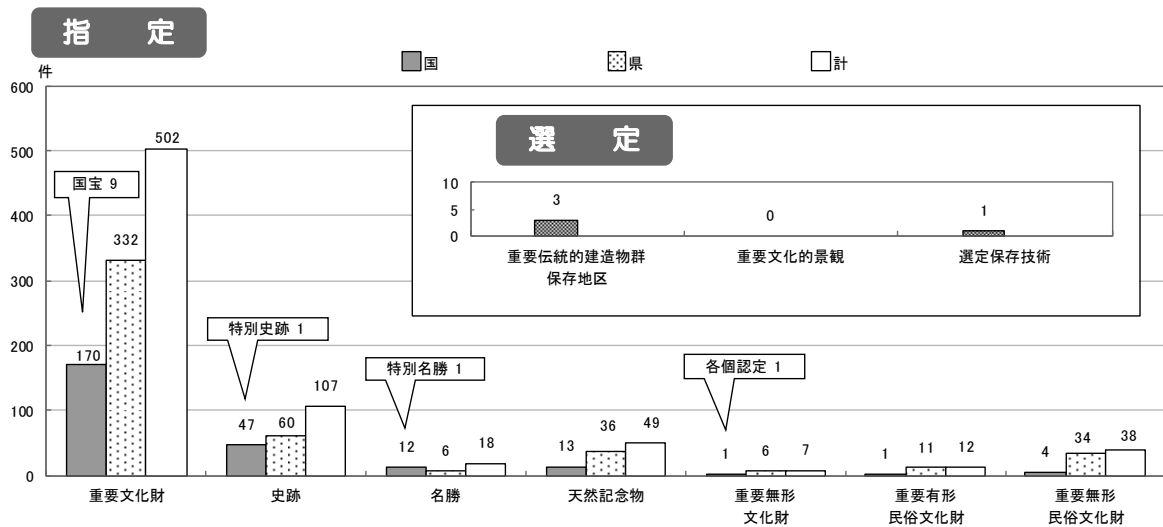 指 定
件
国 県 計
600
500
400
300
200
100
0
国宝 9
170 332 502
重要文化財
特別史跡 1
47 60 107
史跡
特別名勝 1
12 6 18
名勝
13 36 49
天然記念物
各個認定 1
1 6 7
重要無形
文化財
1 11 12
重要有形
民俗文化財
4 34 38
重要無形
民俗文化財
選 定
10
5
0
3
重要伝統的建造物群
保存地区
0
重要文化的景観
1
選定保存技術